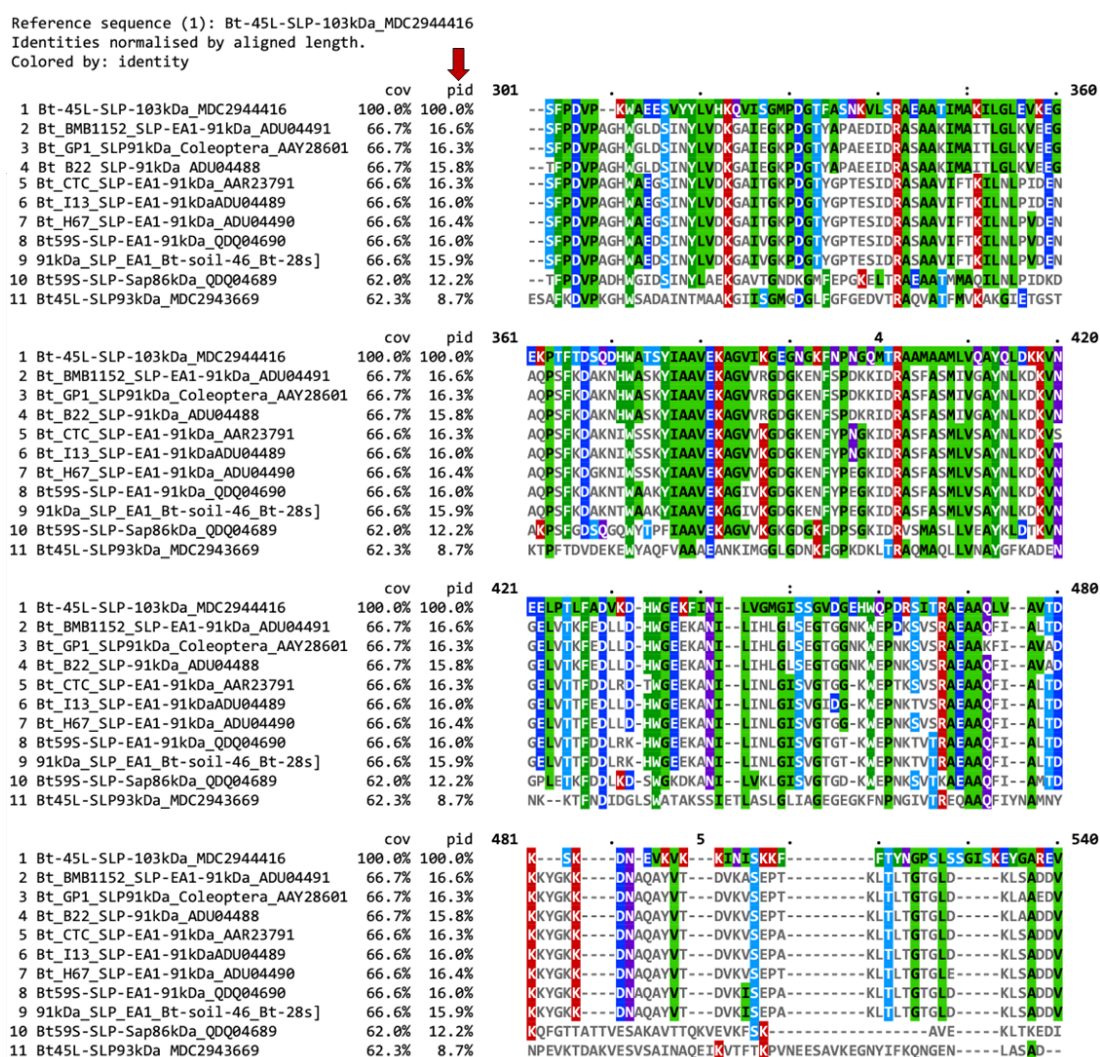 Reference sequence (1): Bt-45L-SLP-103kDa_MDC2944416
Identities normalised by aligned length.
Colored by: identity
cov pid 301 . . . . : . 360
1 Bt-45L-SLP-103kDa_MDC2944416 100.0% 100.0% --SFPDVP--KWAEESVYYLVHKQVISGMPDGTFASNKVLSRAEAATIMAKILGLEVKEG
2 Bt_BMB1152_SLP-EA1-91kDa_ADU04491 66.7% 16.6% --SFPDVPAGHWGLDSINYLVDKGAIEGKPDGTYAPAEDIDRASAAKIMAITLGLKVEEG
3 Bt_GP1_SLP91kDa_Coleoptera_AAY28601 66.7% 16.3% --SFPDVPAGHWGLDSINYLVDKGAIEGKPDGTYAPAEEIDRASAAKIMAITLGLKVEEG
4 Bt_B22_SLP-91kDa_ADU04488 66.7% 15.8% --TFPDVPAGHWGLDSINYLVDKGAIEGKPDGTYAPAEEIDRASAAKIMAITLGLKVEEG
5 Bt_CTC_SLP-EA1-91kDa_AAR23791 66.6% 16.3% --SFPDVPAGHWAEGSINYLVDKGAITGKPDGTYGPTESIDRASAAVIFTKILNLPIDEN
6 Bt_I13_SLP-EA1-91kDaADU04489 66.6% 16.0% --SFPDVPAGHWAEGSINYLVDKGAITGKPDGTYGPTESIDRASAAVIFTKILNLPIDEN
7 Bt_H67_SLP-EA1-91kDa_ADU04490 66.6% 16.4% --SFPDVPAGHWAEGSINYLVDKGAITGKPDGTYGPTESIDRASAAVIFTKILNLPVDEN
8 Bt59S-SLP-EA1-91kDa_QDQ04690 66.6% 16.0% --SFPDVPAGHWAEDSINYLVDKGAIVGKPDGTYGPTESIDRASAAVIFTKILNLPVDEN
9 91kDa_SLP_EA1_Bt-soil-46_Bt-28s] 66.6% 15.9% --SFPDVPAGHWAEDSINYLVDKGAIVGKPDGTYGPTESIDRASAAVIFTKILNLPVDEN
10 Bt59S-SLP-Sap86kDa_QDQ04689 62.0% 12.2% --TFPDVPADHWGIDSINYLAEKGAVTGNDKGMFEPGKELTRAEAATMMAQILNLPIDKD
11 Bt45L-SLP93kDa_MDC2943669 62.3% 8.7% ESAFKDVPKGHWSADAINTMAAKGIISGMGDGLFGFGEDVTRAQVATFMVKAKGIETGST
cov pid 361 . . . 4 . 420
1 Bt-45L-SLP-103kDa_MDC2944416 100.0% 100.0% EKPTFTDSQDHWATSYIAAVEKAGVIKGEGNGKFNPNGQMTRAAMAAMLVQAYQLDKKVN
2 Bt_BMB1152_SLP-EA1-91kDa_ADU04491 66.7% 16.6% AQPSFKDAKNHWASKYIAAVEKAGVVRGDGKENFSPDKKIDRASFASMIVGAYNLKDKVN
3 Bt_GP1_SLP91kDa_Coleoptera_AAY28601 66.7% 16.3% AQPSFKDAKNHWASKYIAAVEKAGVVRGDGKENFSPDKKIDRASFASMIVGAYNLKDKVN
4 Bt_B22_SLP-91kDa_ADU04488 66.7% 15.8% AQPSFKDAKNHWASKYIAAVEKAGVVRGDGKENFSPDKRIDRASFASMIVGAYNLKDKVN
5 Bt_CTC_SLP-EA1-91kDa_AAR23791 66.6% 16.3% AQPSFKDAKNIWSSKYIAAVEKAGVVKGDGKENFYPNGKIDRASFASMLVSAYNLKDKVS
6 Bt_I13_SLP-EA1-91kDaADU04489 66.6% 16.0% AQPSFKDAKNIWSSKYIAAVEKAGVVKGDGKENFYPNGKIDRASFASMLVSAYNLKDKVN
7 Bt_H67_SLP-EA1-91kDa_ADU04490 66.6% 16.4% AQPSFKDGKNIWSSKYIAAVEKAGVVKGDGKENFYPEGKIDRASFASMLVSAYNLKDKVN
8 Bt59S-SLP-EA1-91kDa_QDQ04690 66.6% 16.0% AQPSFKDAKNTWAAKYIAAVEKAGIVKGDGKENFYPEGKIDRASFASMLVSAYNLKDKVN
9 91kDa_SLP_EA1_Bt-soil-46_Bt-28s] 66.6% 15.9% AQPSFKDAKNTWAAKYIAAVEKAGIVKGDGKENFYPEGKIDRASFASMLVSAYNLKDKVN
10 Bt59S-SLP-Sap86kDa_QDQ04689 62.0% 12.2% AKPSFGDSQGQWYTPFIAAVEKAGVVKGKGDGKFDPSGKIDRVSMASLLVEAYKLDTKVN
11 Bt45L-SLP93kDa_MDC2943669 62.3% 8.7% KTPFTDVDEKEWYAQFVAAAEANKIMGGLGDNKFGPKDKLTRAQMAQLLVNAYGFKADEN
cov pid 421 . . . : . . 480
1 Bt-45L-SLP-103kDa_MDC2944416 100.0% 100.0% EELPTLFADVKD-HWGEKFINI--LVGMGISSGVDGEHWQPDRSITRAEAAQLV--AVTD
2 Bt_BMB1152_SLP-EA1-91kDa_ADU04491 66.7% 16.6% GELVTKFEDLLD-HWGEEKANI--LIHLGLSEGTGGNKWEPDKSVSRAEAAQFI--ALTD
3 Bt_GP1_SLP91kDa_Coleoptera_AAY28601 66.7% 16.3% GELVTKFEDLLD-HWGEEKANI--LIHLGLSEGTGGNKWEPNKSVSRAEAAKFI--AVAD
4 Bt_B22_SLP-91kDa_ADU04488 66.7% 15.8% GELVTKFEDLLD-HWGEEKANI--LIHLGLSEGTGGNKWEPNKSVSRAEAAQFI--AVAD
5 Bt_CTC_SLP-EA1-91kDa_AAR23791 66.6% 16.3% GELVTTFDDLRD-TWGEEKANI--LINLGISVGTGG-KWEPTKSVSRAEAAQFI--ALTD
6 Bt_I13_SLP-EA1-91kDaADU04489 66.6% 16.0% GELVTTFEDLLD-HWGEEKANI--LINLGISVGIDG-KWEPNKTVSRAEAAQFI--ALTD
7 Bt_H67_SLP-EA1-91kDa_ADU04490 66.6% 16.4% GELVTTFEDLLD-HWGEEKANI--LINLGISVGTGG-KWEPNKSVSRAEAAQFI--ALTD
8 Bt59S-SLP-EA1-91kDa_QDQ04690 66.6% 16.0% GELVTTFDDLRK-HWGEEKANI--LINLGISVGTGT-KWEPNKTVTRAEAAQFI--ALTD
9 91kDa_SLP_EA1_Bt-soil-46_Bt-28s] 66.6% 15.9% GELVTTFDDLRK-HWGEEKANI--LINLGISVGTGT-KWEPNKTVTRAEAAQFI--ALTD
10 Bt59S-SLP-Sap86kDa_QDQ04689 62.0% 12.2% GPLETKFDDLKD-SWGKDKANI--LVKLGISVGTGD-KWEPNKSVTKAEAAQFI--AMTD
11 Bt45L-SLP93kDa_MDC2943669 62.3% 8.7% NK--KTFNDIDGLSWATAKSSIETLASLGLIAGEGEGKFNPNGIVTREQAAQFIYNAMNY
cov pid 481 . 5 . . : 540
1 Bt-45L-SLP-103kDa_MDC2944416 100.0% 100.0% K---SK---DN-EVKVK--KINISKKF----------FTYNGPSLSSGISKEYGAREV
2 Bt_BMB1152_SLP-EA1-91kDa_ADU04491 66.7% 16.6% KKYGKK----DNAQAYVT--DVKASEPT----------KLTLTGTGLD-----KLSADDV
3 Bt_GP1_SLP91kDa_Coleoptera_AAY28601 66.7% 16.3% KKYGKK----DNAQAYVT--DVKVSEPT----------KLTLTGTGLD-----KLAAEDV
4 Bt_B22_SLP-91kDa_ADU04488 66.7% 15.8% KKYGKK----DNAQAYVT--DVKVSEPT----------KLTLTGTGLD-----KLAADDV
5 Bt_CTC_SLP-EA1-91kDa_AAR23791 66.6% 16.3% KKYGKK----DNAQAYVT--DVKVSEPA----------KLTLTGTGLD-----KLSADDV
6 Bt_I13_SLP-EA1-91kDaADU04489 66.6% 16.0% KKYGKK----DNAQAYVT--DVKVSEPT----------KLTLTGTGLD-----KLSADDV
7 Bt_H67_SLP-EA1-91kDa_ADU04490 66.6% 16.4% KKYGKK----DNAQAYVT--DVKVSEPT----------KLTLTGTGLE-----KLSADDV
8 Bt59S-SLP-EA1-91kDa_QDQ04690 66.6% 16.0% KKYGKK----DNAQAYVT--DVKISEPA----------KLTLTGTGLD-----KLSADDV
9 91kDa_SLP_EA1_Bt-soil-46_Bt-28s] 66.6% 15.9% KKYGKK----DNAQAYVT--DVKISEPA----------KLTLTGTGLD-----KLSADDV
10 Bt59S-SLP-Sap86kDa_QDQ04689 62.0% 12.2% KQFGTTATTVESAKAVTTQKVEVKFSK-----------------AVE------KLTKEDI
11 Bt45L-SLP93kDa_MDC2943669 62.3% 8.7% NPEVKTDAKVESVSAINAQEIKVTFTKPVNEESAVKEGNYIFKQNGEN-----LASAD--